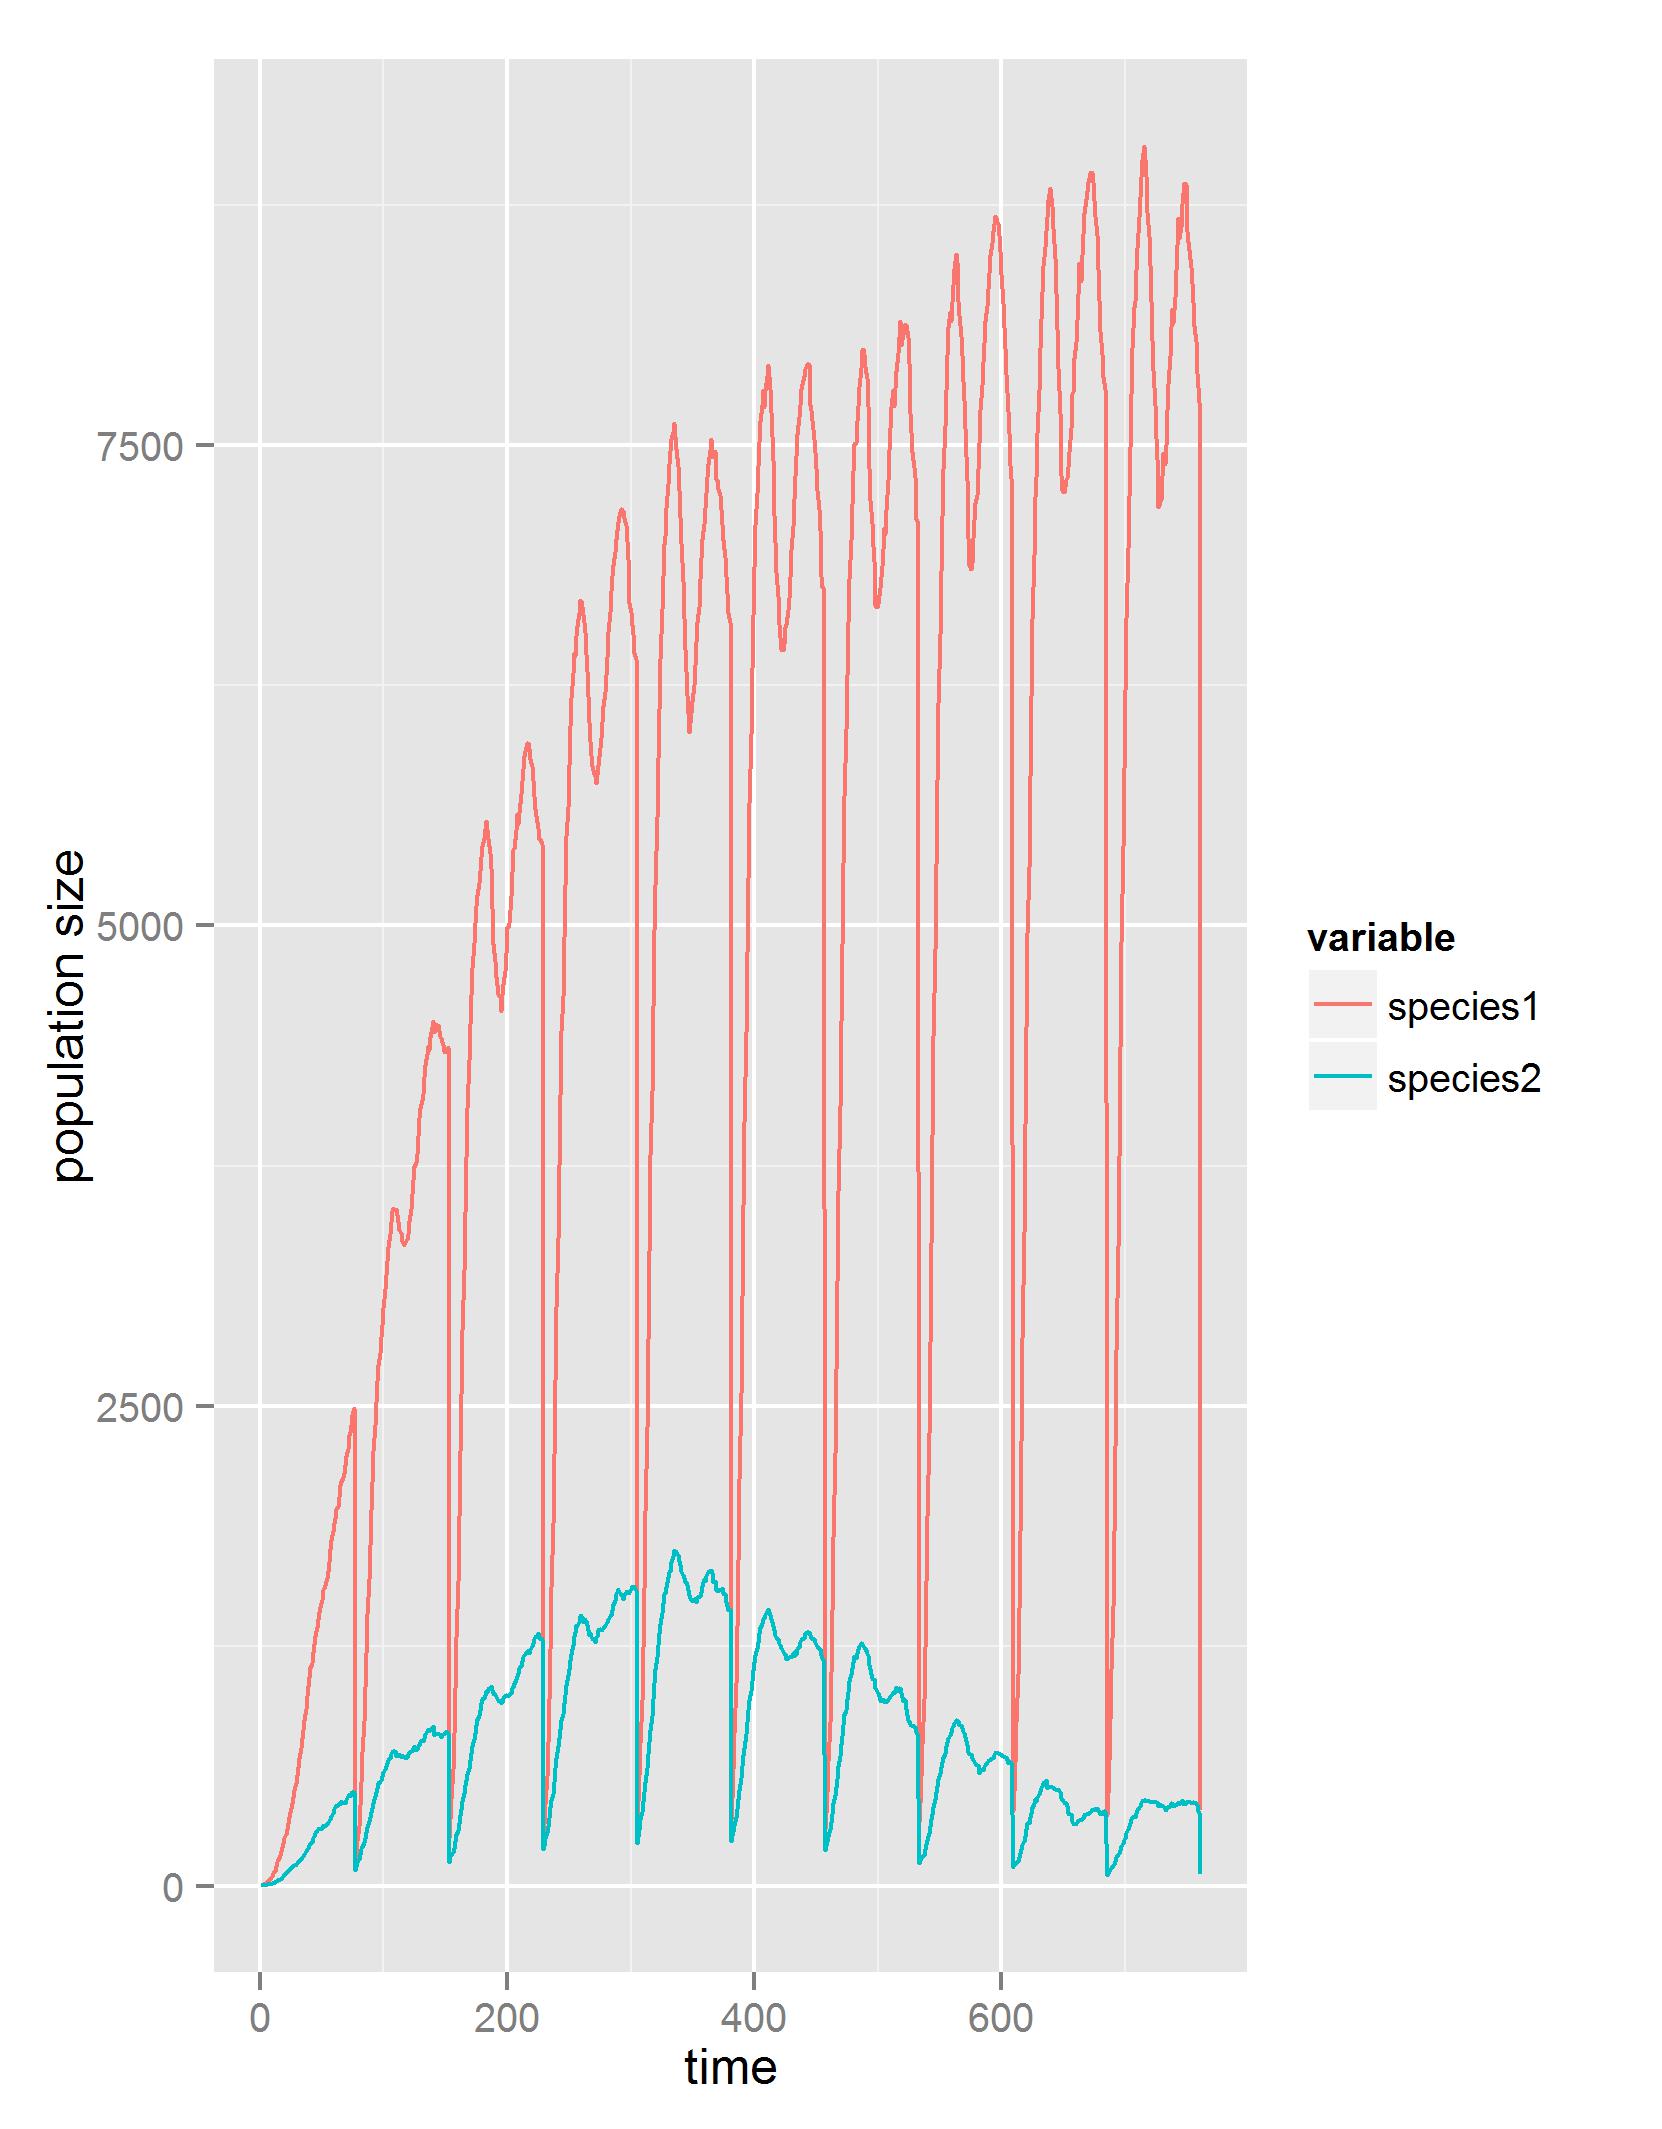 population size
7500
5000
2500
0
0 200 400 600
time
variable
species1
species2